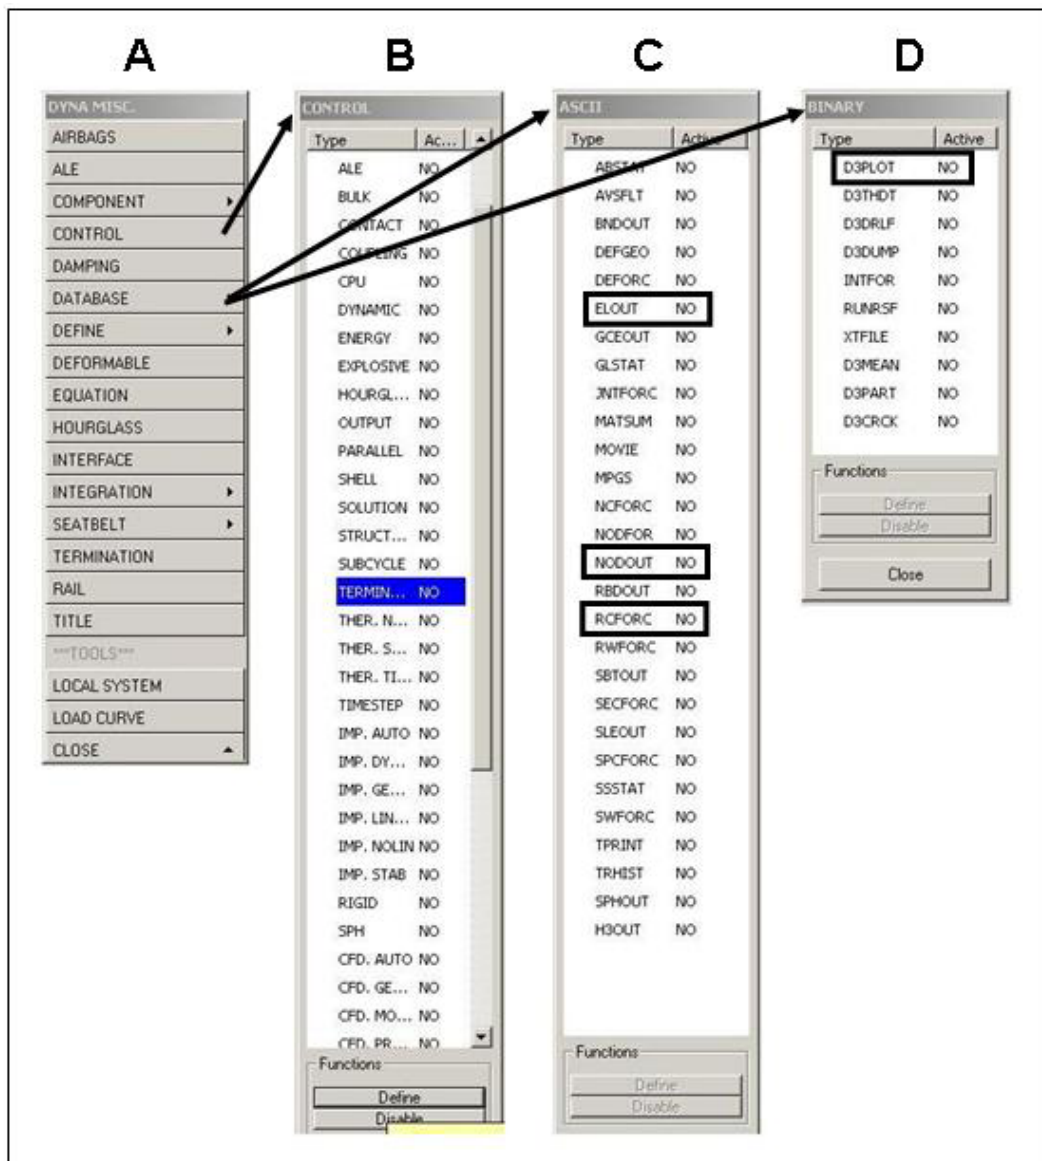 A
B
C
D
DYNA MISC.
AIRBAGS
ALE
COMPONENT
CONTROL
DAMPING
DATABASE
DEFINE
DEFORMABLE
EQUATION
HOURGLASS
INTERFACE
INTEGRATION
SEATBELT
TERMINATION
RAIL
TITLE
***TOOLS***
LOCAL SYSTEM
LOAD CURVE
CLOSE
CONTROL
Type Ac...
ALE NO
BULK NO
CONTACT NO
COUPLING NO
CPU NO
DYNAMIC NO
ENERGY NO
EXPLOSIVE NO
HOURGL... NO
OUTPUT NO
PARALLEL NO
SHELL NO
SOLUTION NO
STRUCT... NO
SUBCYCLE NO
TERMIN... NO
THER. N... NO
THER. S... NO
THER. TI... NO
TIMESTEP NO
IMP. AUTO NO
IMP. DY... NO
IMP. GE... NO
IMP. LIN... NO
IMP. NOLIN NO
IMP. STAB NO
RIGID NO
SPH NO
CFD. AUTO NO
CFD. GE... NO
CFD. MO... NO
CFD. PR... NO
Functions
Define
Disable
ASCII
Type Active
ABSTAT NO
AVSFLT NO
BNDOUT NO
DEFGEO NO
DEFORC NO
ELOUT NO
GCEOUT NO
GLSTAT NO
JNTFORC NO
MATSUM NO
MOVIE NO
MPGS NO
NCFORC NO
NODFOR NO
NODOUT NO
RBDOUT NO
RCFORC NO
RWFORC NO
SBTOUT NO
SECFORC NO
SLEOUT NO
SPCFORC NO
SSSTAT NO
SWFORC NO
TPRINT NO
TRHIST NO
SPHOUT NO
H3OUT NO
Functions
Define
Disable
BINARY
Type Active
D3PLOT NO
D3THDT NO
D3DRLF NO
D3DUMP NO
INTFOR NO
RUNRSF NO
XTFILE NO
D3MEAN NO
D3PART NO
D3CRCK NO
Functions
Define
Disable
Close